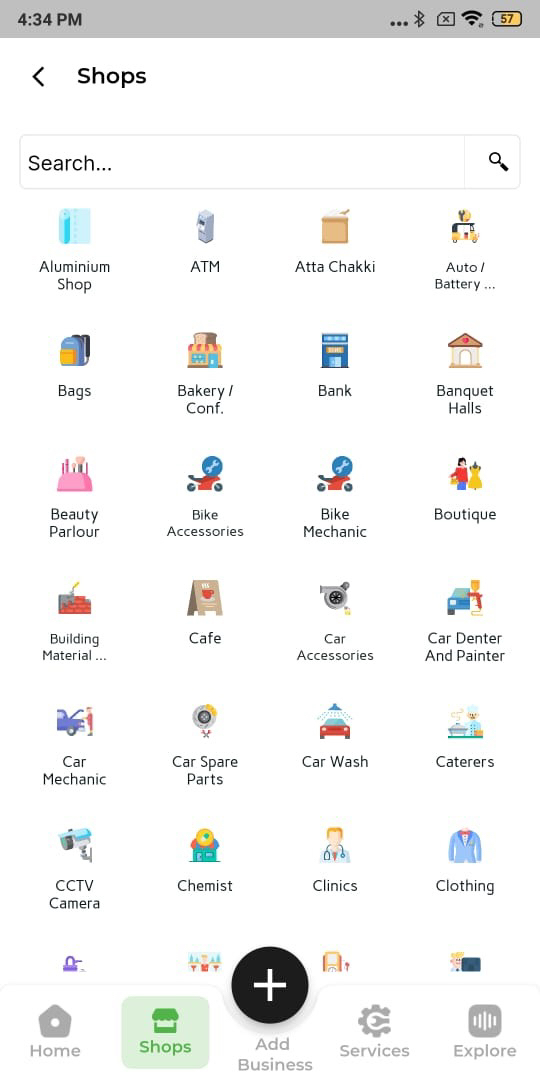 4:34 PM
57
Shops
Search...
Aluminium
Shop
ATM
Atta Chakki
Auto /
Battery ...
Bags
Bakery /
Conf.
Bank
Banquet
Halls
Beauty
Parlour
Bike
Accessories
Bike
Mechanic
Boutique
Building
Material ...
Cafe
Car
Accessories
Car Denter
And Painter
Car
Mechanic
Car Spare
Parts
Car Wash
Caterers
CCTV
Camera
Chemist
Clinics
Clothing
Home
Shops
Add
Business
Services
Explore